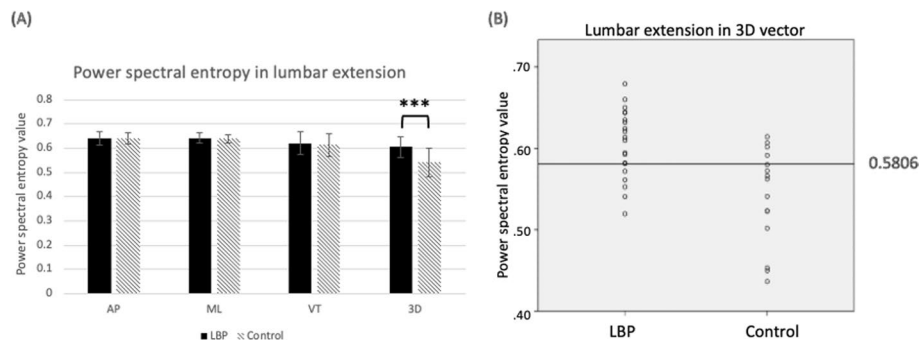 (A)
Power spectral entropy in lumbar extension
Power spectral entropy value
0.8
0.7
0.6
0.5
0.4
0.3
0.2
0.1
0
***
AP
ML
VT
3D
LBP
Control
(B)
Lumbar extension in 3D vector
Power spectral entropy value
.70
.60
.50
.40
0.5806
LBP
Control